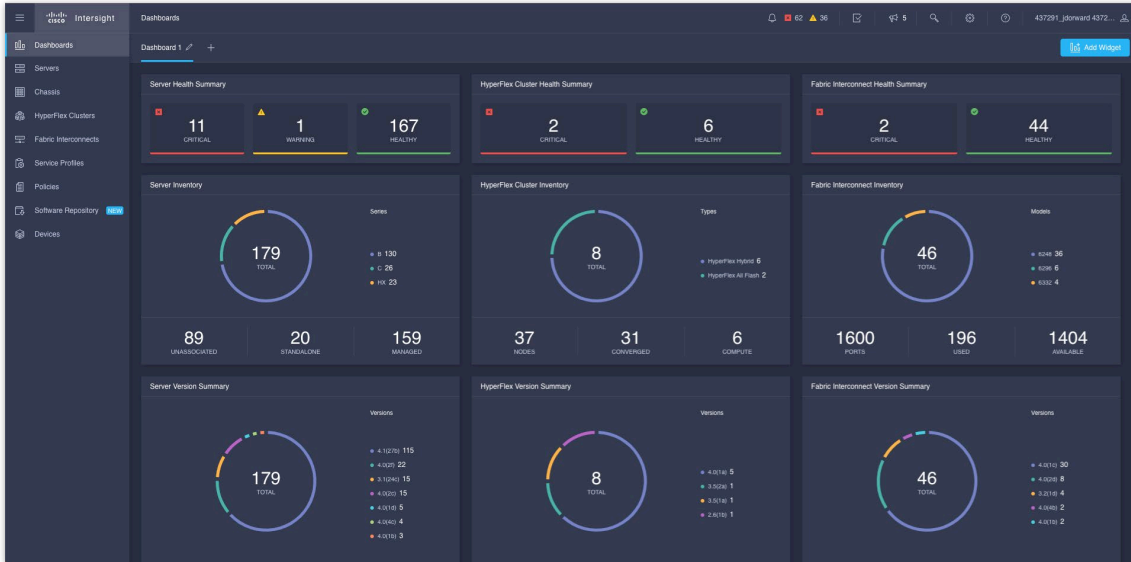 cisco Intersight
Dashboards
62 36
5
437291_jdorward 4372...
Dashboards
Servers
Chassis
HyperFlex Clusters
Fabric Interconnects
Service Profiles
Policies
Software Repository NEW
Devices
Dashboard 1 +
Add Widget
Server Health Summary
11
CRITICAL
1
WARNING
167
HEALTHY
HyperFlex Cluster Health Summary
2
CRITICAL
6
HEALTHY
Fabric Interconnect Health Summary
2
CRITICAL
44
HEALTHY
Server Inventory
179
TOTAL
Series
B 130
C 26
HX 23
89
UNASSOCIATED
20
STANDALONE
159
MANAGED
HyperFlex Cluster Inventory
8
TOTAL
Types
HyperFlex Hybrid 6
HyperFlex All Flash 2
37
NODES
31
CONVERGED
6
COMPUTE
Fabric Interconnect Inventory
46
TOTAL
Models
6248 36
6296 6
6332 4
1600
PORTS
196
USED
1404
AVAILABLE
Server Version Summary
179
TOTAL
Versions
4.1(27b) 115
4.0(2f) 22
3.1(24c) 15
4.0(2c) 15
4.0(1d) 5
4.0(4c) 4
4.0(1b) 3
HyperFlex Version Summary
8
TOTAL
Versions
4.0(1a) 5
3.5(2a) 1
3.5(1a) 1
2.6(1b) 1
Fabric Interconnect Version Summary
46
TOTAL
Versions
4.0(1c) 30
4.0(2d) 8
3.2(1d) 4
4.0(4b) 2
4.0(1b) 2